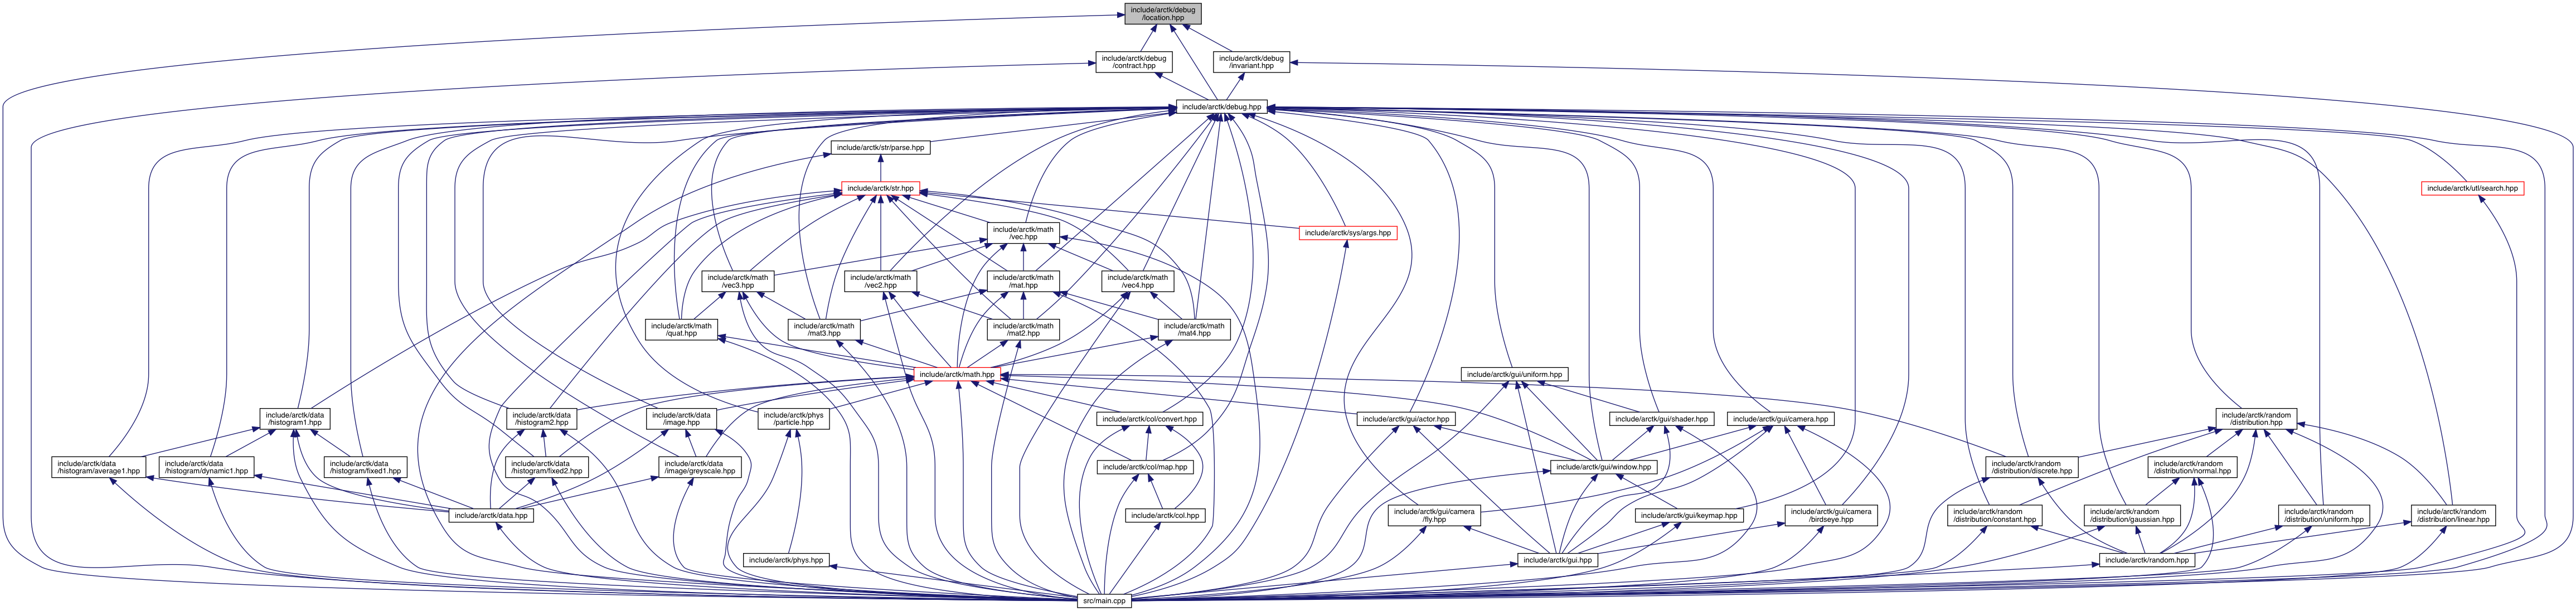 include/arctk/debug
/location.hpp
include/arctk/debug
/contract.hpp
include/arctk/debug
/invariant.hpp
include/arctk/debug.hpp
include/arctk/str/parse.hpp
include/arctk/str.hpp
include/arctk/utl/search.hpp
include/arctk/math
/vec.hpp
include/arctk/sys/args.hpp
include/arctk/math
/vec3.hpp
include/arctk/math
/vec2.hpp
include/arctk/math
/mat.hpp
include/arctk/math
/vec4.hpp
include/arctk/math
/quat.hpp
include/arctk/math
/mat3.hpp
include/arctk/math
/mat2.hpp
include/arctk/math
/mat4.hpp
include/arctk/math.hpp
include/arctk/gui/uniform.hpp
include/arctk/data
/histogram1.hpp
include/arctk/data
/histogram2.hpp
include/arctk/data
/image.hpp
include/arctk/phys
/particle.hpp
include/arctk/col/convert.hpp
include/arctk/gui/actor.hpp
include/arctk/gui/shader.hpp
include/arctk/gui/camera.hpp
include/arctk/random
/distribution.hpp
include/arctk/data
/histogram/average1.hpp
include/arctk/data
/histogram/dynamic1.hpp
include/arctk/data
/histogram/fixed1.hpp
include/arctk/data
/histogram/fixed2.hpp
include/arctk/data
/image/greyscale.hpp
include/arctk/col/map.hpp
include/arctk/gui/window.hpp
include/arctk/random
/distribution/discrete.hpp
include/arctk/random
/distribution/normal.hpp
include/arctk/data.hpp
include/arctk/col.hpp
include/arctk/gui/camera
/fly.hpp
include/arctk/gui/keymap.hpp
include/arctk/gui/camera
/birdseye.hpp
include/arctk/random
/distribution/constant.hpp
include/arctk/random
/distribution/gaussian.hpp
include/arctk/random
/distribution/uniform.hpp
include/arctk/random
/distribution/linear.hpp
include/arctk/phys.hpp
include/arctk/gui.hpp
include/arctk/random.hpp
src/main.cpp